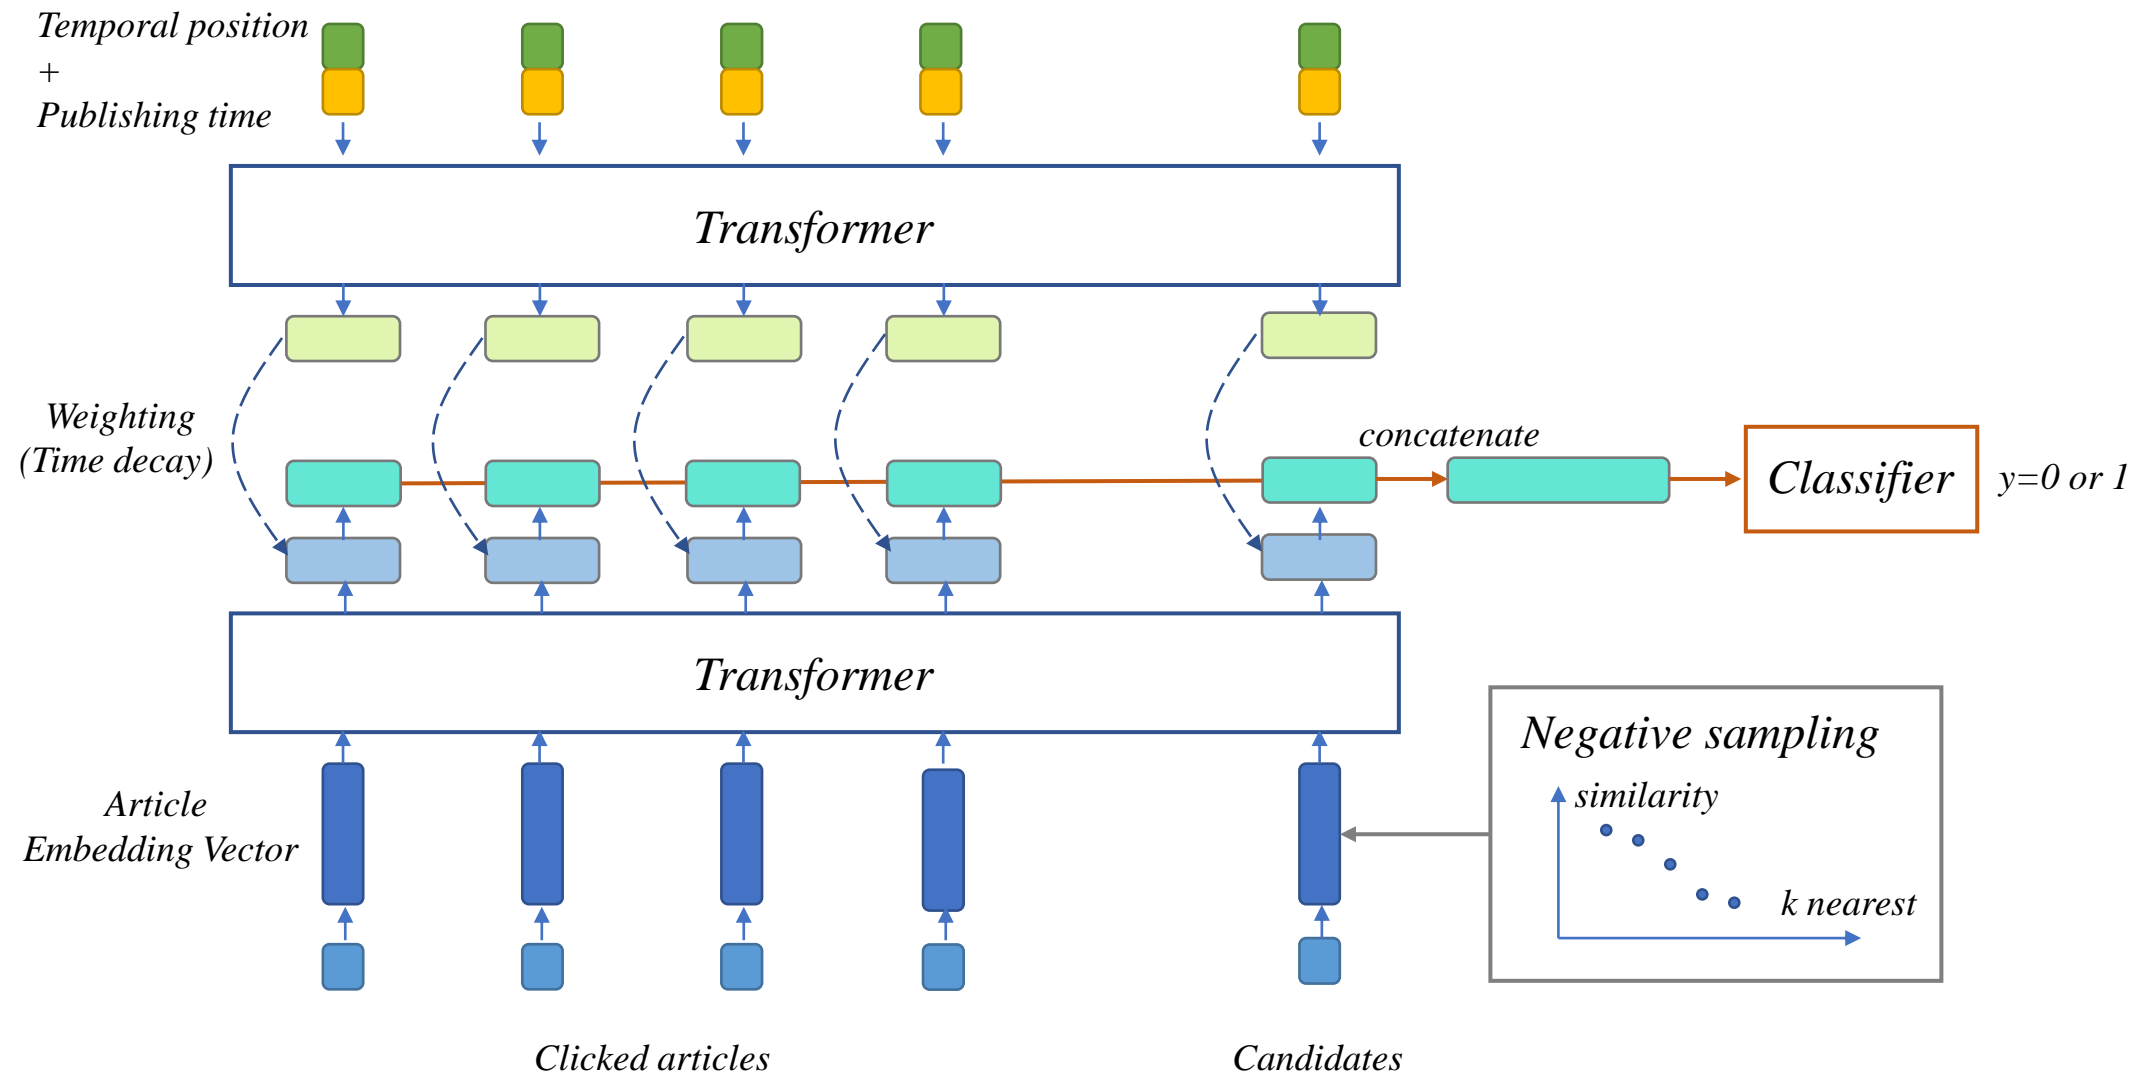 Temporal position
+
Publishing time
Transformer
Weighting
(Time decay)
concatenate
Classifier
y=0 or 1
Transformer
Article
Embedding Vector
Negative sampling
similarity
k nearest
Clicked articles
Candidates